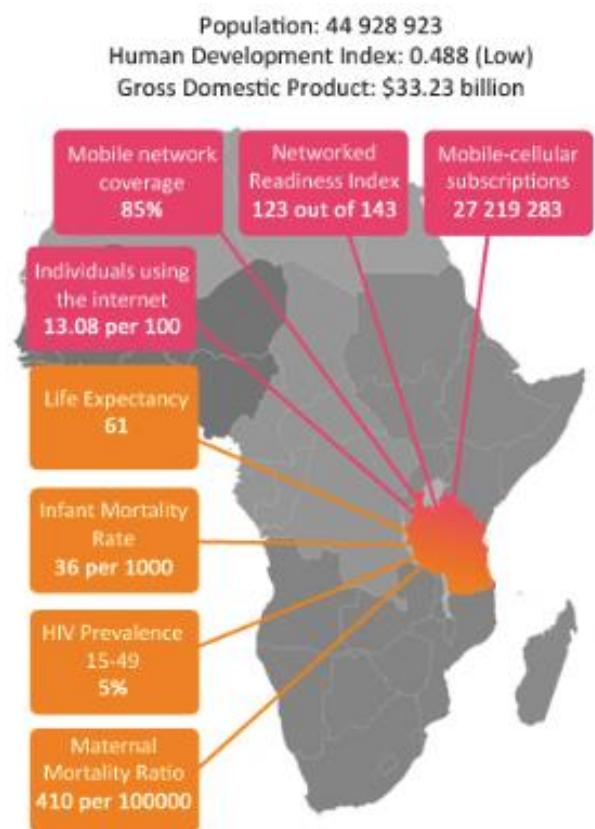 Population: 44 928 923
Human Development Index: 0.488 (Low)
Gross Domestic Product: $33.23 billion
Mobile network
coverage
85%
Networked
Readiness Index
123 out of 143
Mobile-cellular
subscriptions
27 219 283
Individuals using
the internet
13.08 per 100
Life Expectancy
61
Infant Mortality
Rate
36 per 1000
HIV Prevalence
15-49
5%
Maternal
Mortality Ratio
410 per 100000